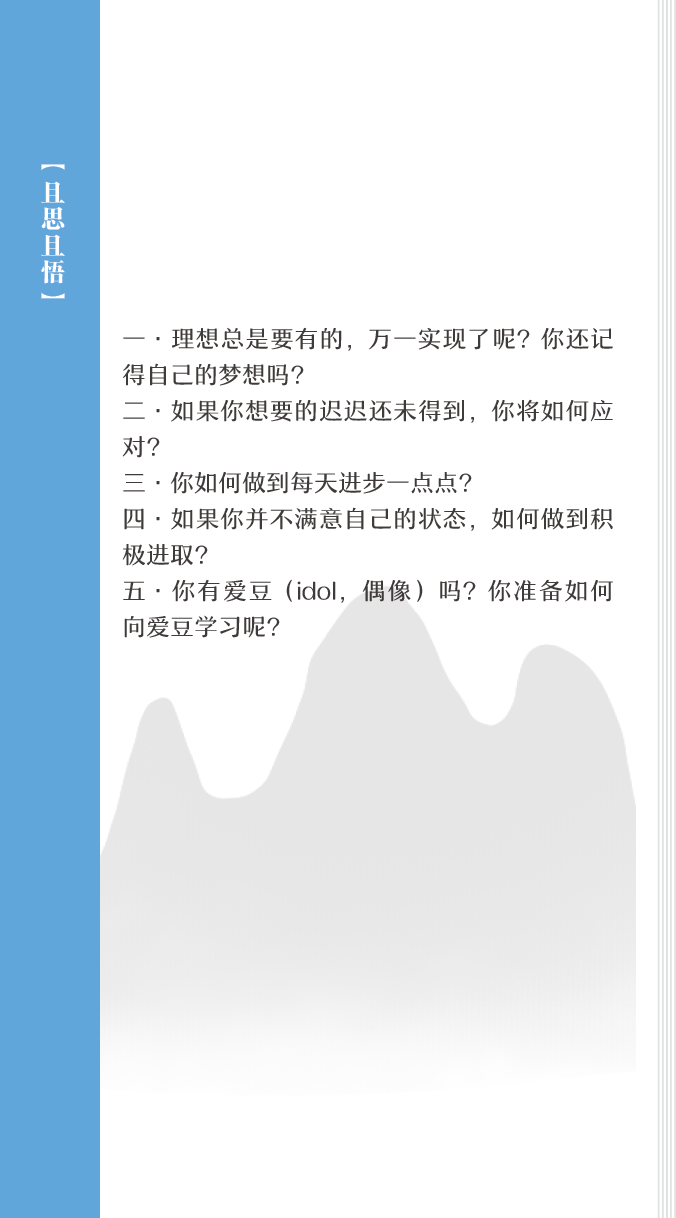 【且思且悟】
一·理想总是要有的，万一实现了呢？你还记
得自己的梦想吗？
二·如果你想要的迟迟还未得到，你将如何应
对？
三·你如何做到每天进步一点点？
四·如果你并不满意自己的状态，如何做到积
极进取？
五·你有爱豆（idol，偶像）吗？你准备如何
向爱豆学习呢？